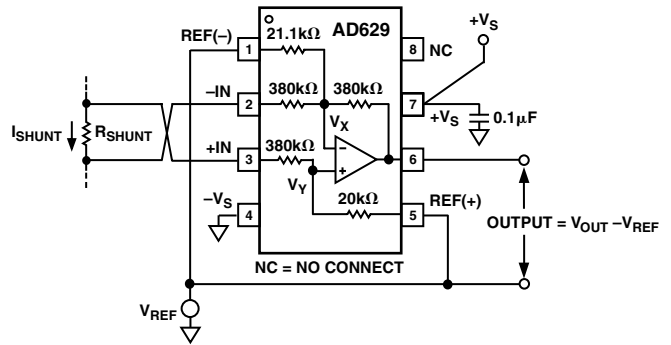 +VS
REF(–)
21.1kΩ
AD629
1
8
NC
–IN
380kΩ
380kΩ
2
7
+VS
0.1μF
ISHUNT
RSHUNT
VX
+IN
380kΩ
3
–
+
6
VY
REF(+)
–VS
20kΩ
4
5
OUTPUT = VOUT –VREF
NC = NO CONNECT
VREF